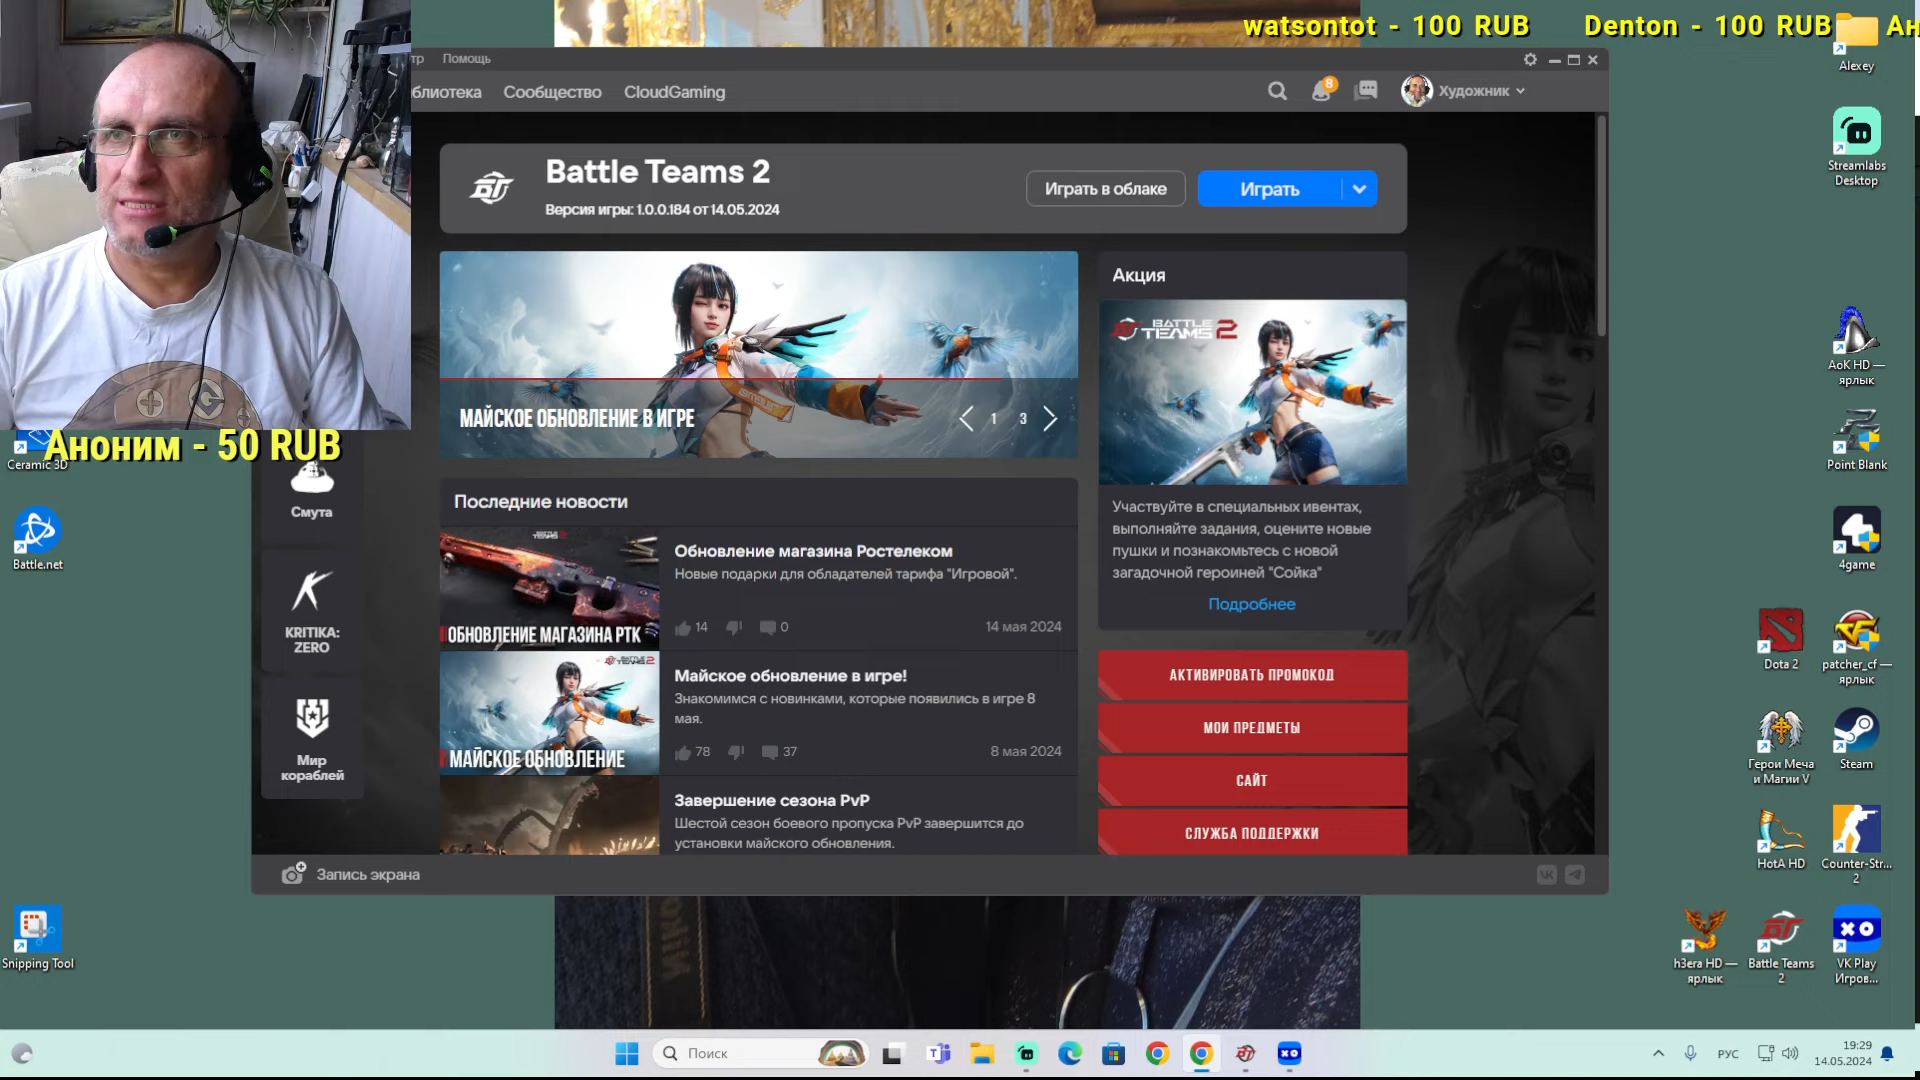 watsontot - 100 RUB Denton - 100 RUB Ан
тр Помощь
блиотека Сообщество CloudGaming
8
Художник
Battle Teams 2
Версия игры: 1.0.0.184 от 14.05.2024
Играть в облаке
Играть
МАЙСКОЕ ОБНОВЛЕНИЕ В ИГРЕ
1 3
Акция
BATTLE TEAMS 2
Участвуйте в специальных ивентах,
выполняйте задания, оцените новые
пушки и познакомьтесь с новой
загадочной героиней "Сойка"
Подробнее
АКТИВИРОВАТЬ ПРОМОКОД
МОИ ПРЕДМЕТЫ
САЙТ
СЛУЖБА ПОДДЕРЖКИ
Последние новости
ОБНОВЛЕНИЕ МАГАЗИНА РТК
Обновление магазина Ростелеком
Новые подарки для обладателей тарифа "Игровой".
14 0
14 мая 2024
МАЙСКОЕ ОБНОВЛЕНИЕ
Майское обновление в игре!
Знакомимся с новинками, которые появились в игре 8
мая.
78 37
8 мая 2024
Завершение сезона PvP
Шестой сезон боевого пропуска PvP завершится до
установки майского обновления.
Аноним - 50 RUB
Смута
KRITIKA:
ZERO
Мир
кораблей
Запись экрана
Ceramic 3D
Battle.net
Snipping Tool
Alexey
Streamlabs
Desktop
AoK HD —
ярлык
Point Blank
4game
Dota 2
patcher_cf —
ярлык
Герои Меча
и Магии V
Steam
HotA HD
Counter-Str...
2
h3era HD —
ярлык
Battle Teams
2
VK Play
Игров...
Поиск
РУС
19:29
14.05.2024